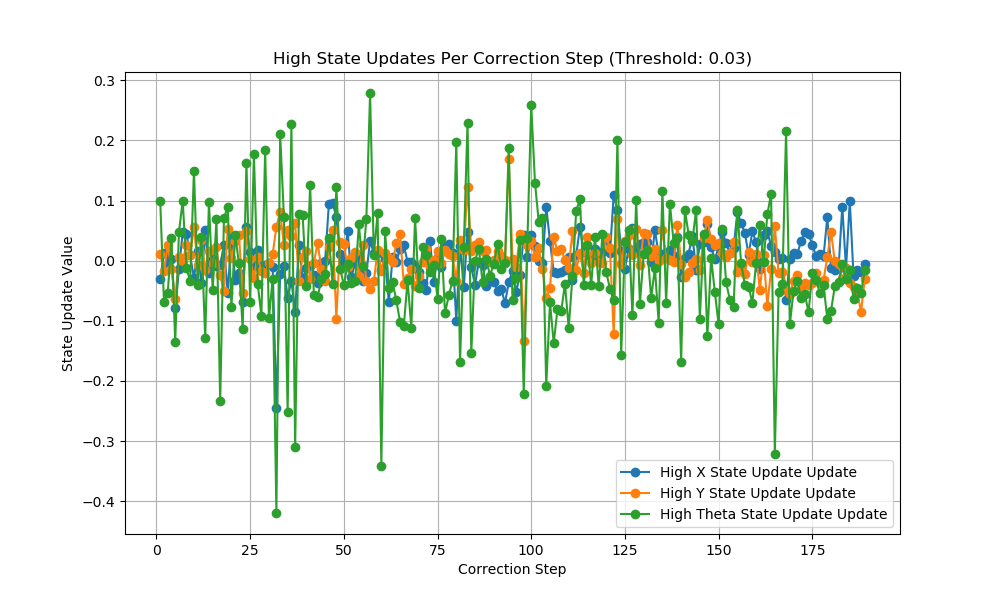 High State Updates Per Correction Step (Threshold: 0.03)
0.3
0.2
0.1
0.0
−0.1
−0.2
−0.3
−0.4
State Update Value
High X State Update Update
High Y State Update Update
High Theta State Update Update
0 25 50 75 100 125 150 175
Correction Step